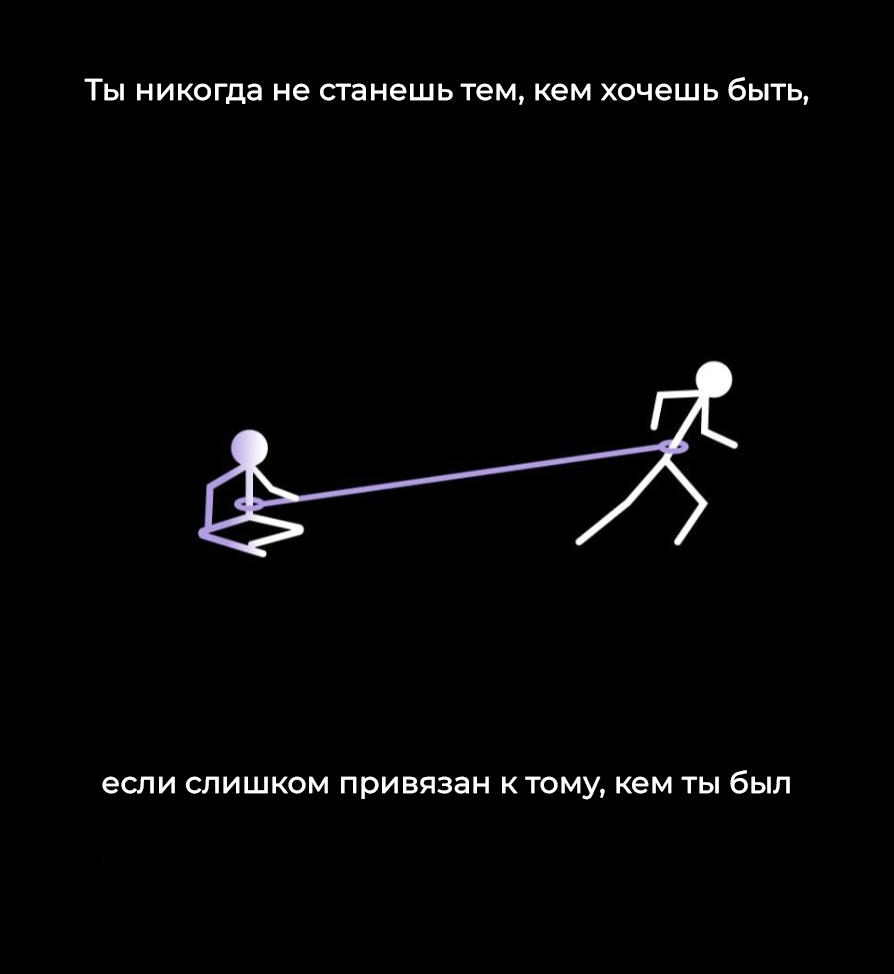 Ты никогда не станешь тем, кем хочешь быть,
если слишком привязан к тому, кем ты был